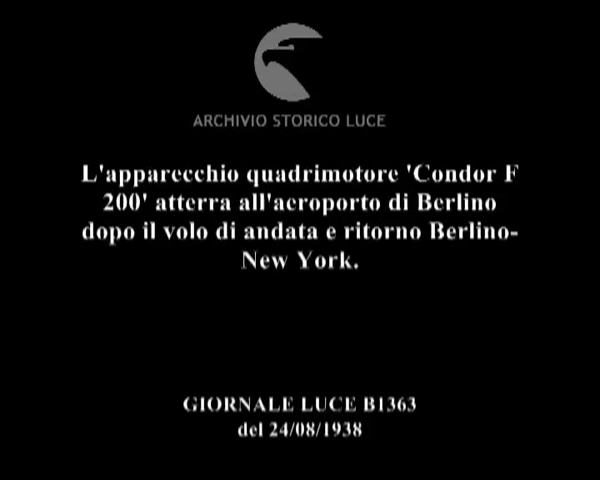 ARCHIVIO STORICO LUCE
L'apparecchio quadrimotore 'Condor F
200' atterra all'aeroporto di Berlino
dopo il volo di andata e ritorno Berlino-
New York.
GIORNALE LUCE B1363
del 24/08/1938